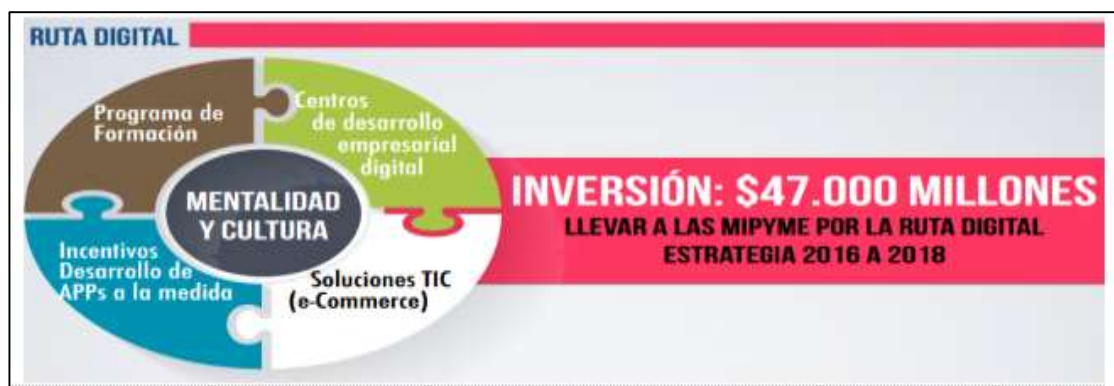 RUTA DIGITAL
Programa de
Formación
Centros
de desarrollo
empresarial
digital
MENTALIDAD
Y CULTURA
Incentivos
Desarrollo de
APPs a la medida
Soluciones TIC
(e-Commerce)
INVERSIÓN: $47.000 MILLONES
LLEVAR A LAS MIPYME POR LA RUTA DIGITAL
ESTRATEGIA 2016 A 2018